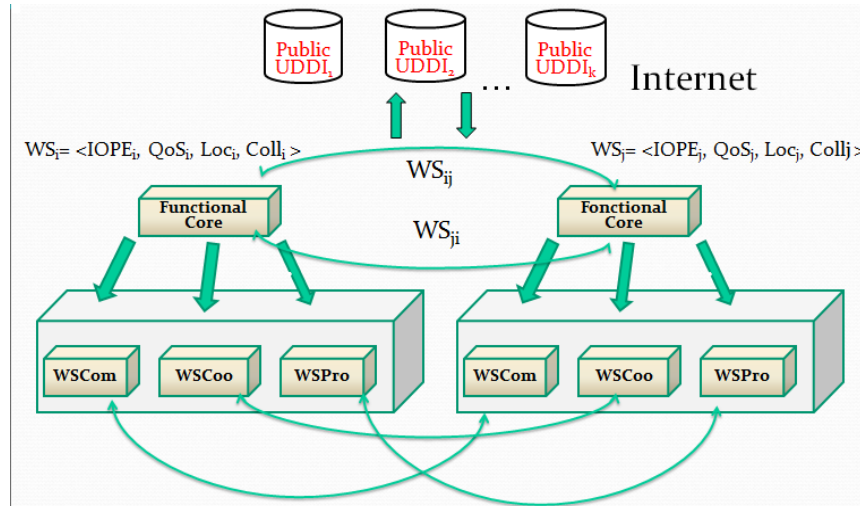 Public
UDDI₁
Public
UDDI₂
...
Public
UDDIₖ
Internet
WSᵢ= <IOPEᵢ, QoSᵢ, Locᵢ, Collᵢ >
WSⱼ= <IOPEⱼ, QoSⱼ, Locⱼ, Collj>
WSᵢⱼ
Functional
Core
Fonctional
Core
WSⱼᵢ
WSCom
WSCoo
WSPro
WSCom
WSCoo
WSPro